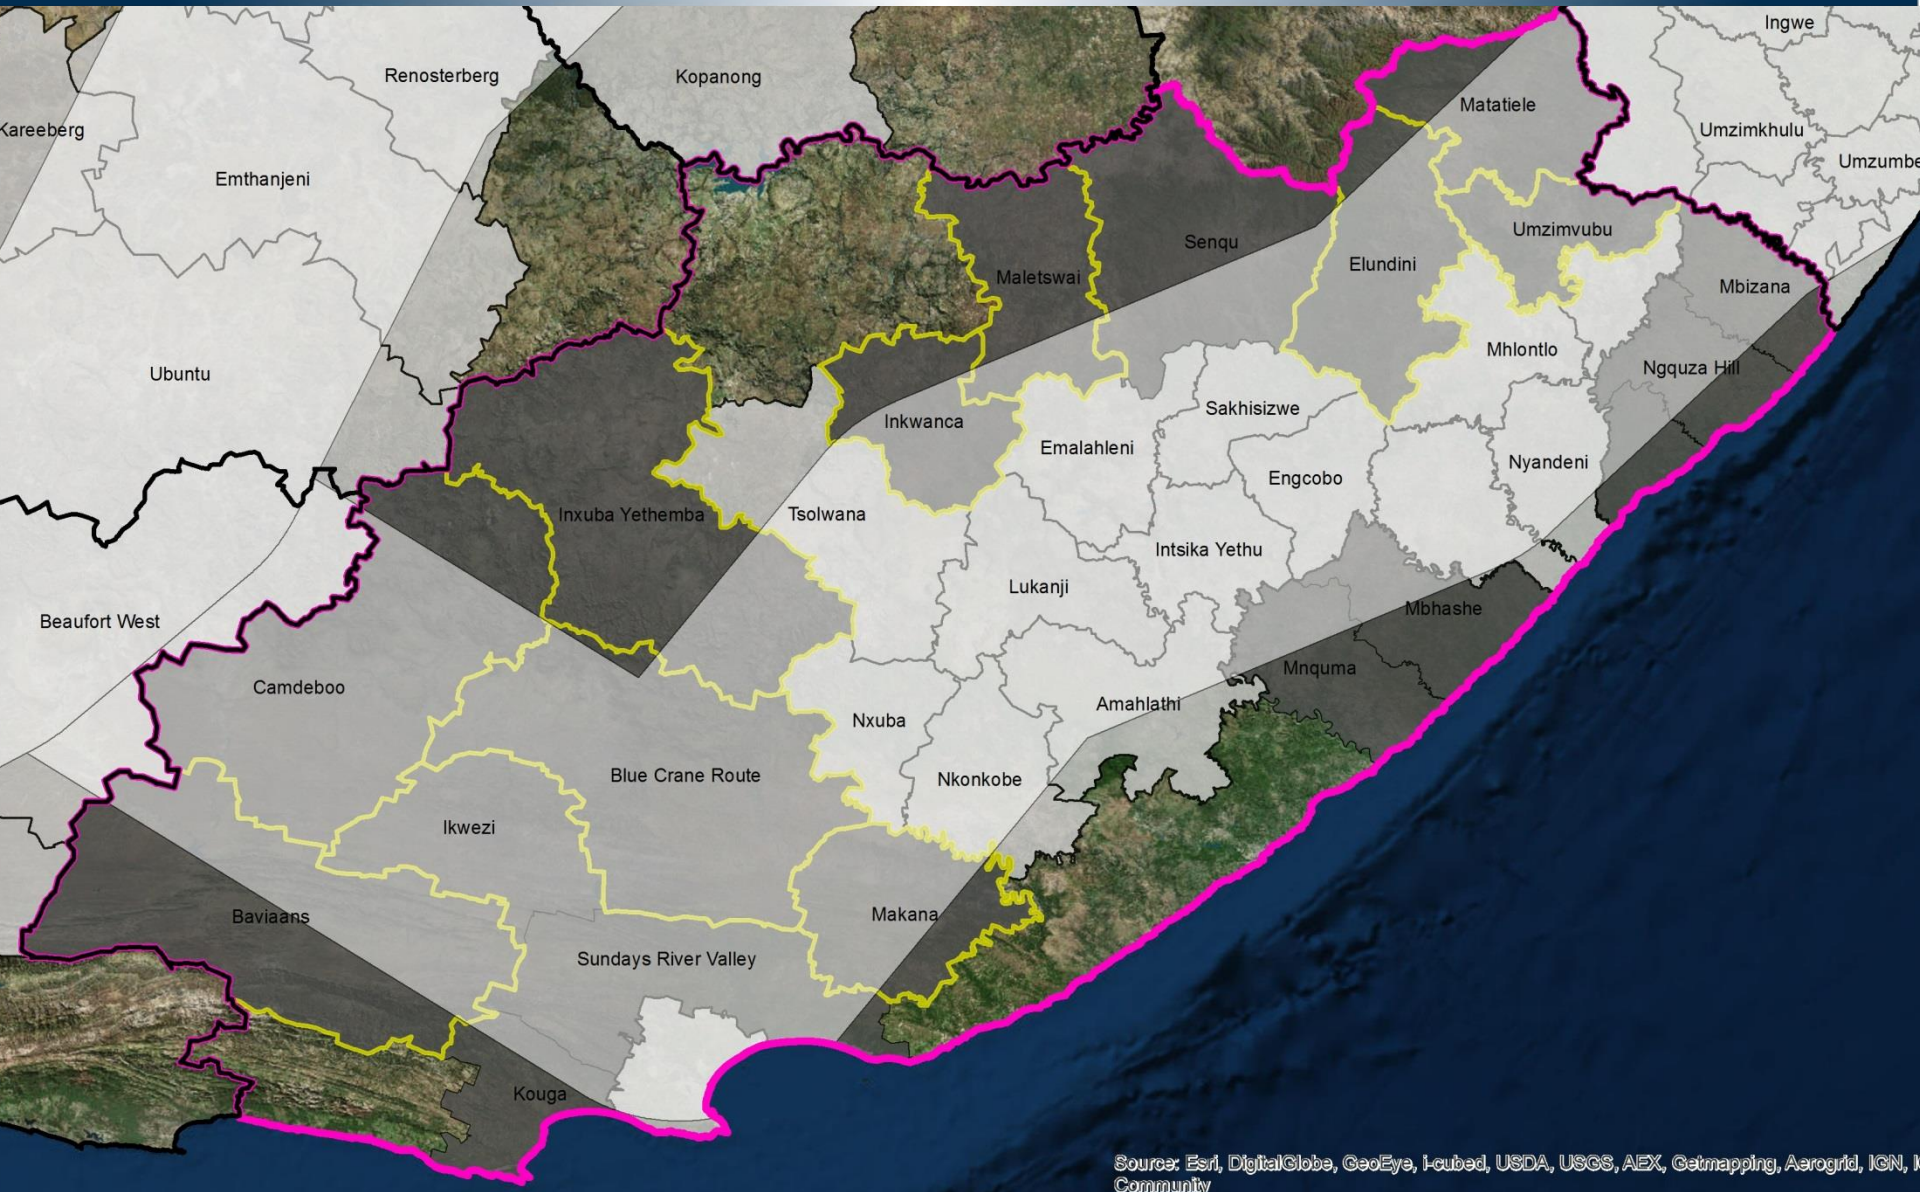 Ingwe
Renosterberg
Kopanong
Matatiele
Kareeberg
Umzimkhulu
Umzumbe
Emthanjeni
Umzimvubu
Senqu
Elundini
Maletswai
Mbizana
Mhlontlo
Ngquza Hill
Ubuntu
Sakhisizwe
Inkwanca
Emalahleni
Nyandeni
Engcobo
Inxuba Yethemba
Tsolwana
Intsika Yethu
Lukanji
Mbhashe
Beaufort West
Mnquma
Camdeboo
Amahlathi
Nxuba
Blue Crane Route
Nkonkobe
Ikwezi
Baviaans
Makana
Sundays River Valley
Kouga
Source: Esri, DigitalGlobe, GeoEye, i-cubed, USDA, USGS, AEX, Getmapping, Aerogrid, IGN,
Community